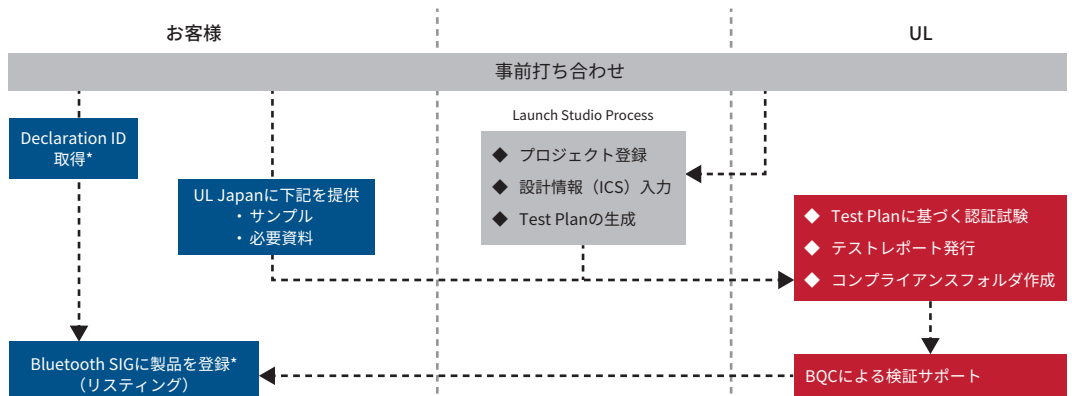 お客様
UL
事前打ち合わせ
Declaration ID
取得*
UL Japanに下記を提供
・サンプル
・必要資料
Launch Studio Process
◆ プロジェクト登録
◆ 設計情報（ICS）入力
◆ Test Planの生成
◆ Test Planに基づく認証試験
◆ テストレポート発行
◆ コンプライアンスフォルダ作成
Bluetooth SIGに製品を登録*
（リスティング）
BQCによる検証サポート